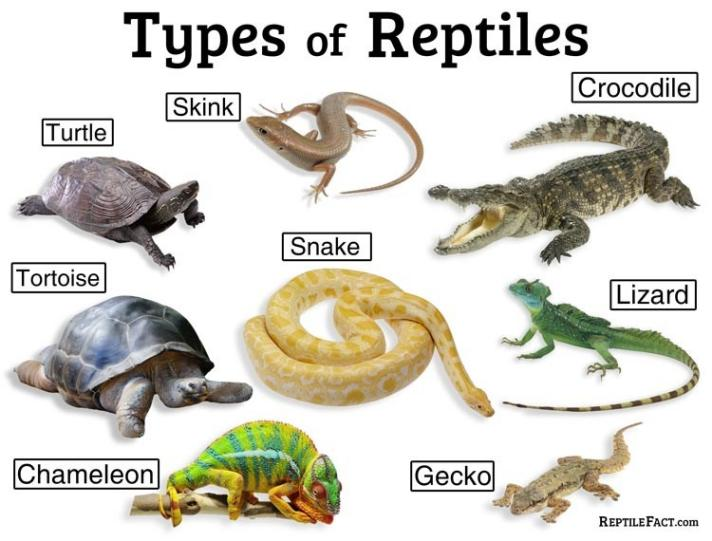 Types of Reptiles
Skink
Crocodile
Turtle
Snake
Tortoise
Lizard
Chameleon
Gecko
REPTILEFACT.com